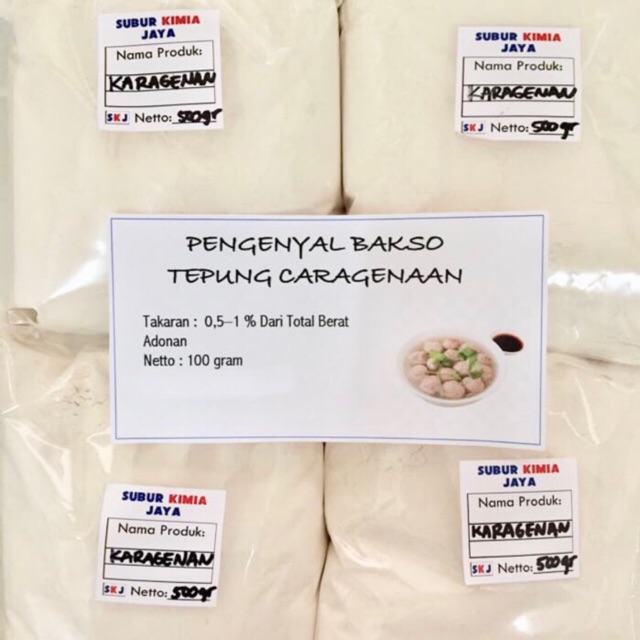 SUBUR KIMIA
JAYA
Nama Produk:
KARAGENAN
SKJ Netto: 500gr
SUBUR KIMIA
JAYA
Nama Produk:
KARAGENAN
SKJ Netto: 500gr
PENGENYAL BAKSO
TEPUNG CARAGENAAN
Takaran : 0,5–1 % Dari Total Berat
Adonan
Netto : 100 gram
SUBUR KIMIA
JAYA
Nama Produk:
KARAGENAN
SKJ Netto: 500gr
SUBUR KIMIA
JAYA
Nama Produk:
KARAGENAN
SKJ Netto: 500gr